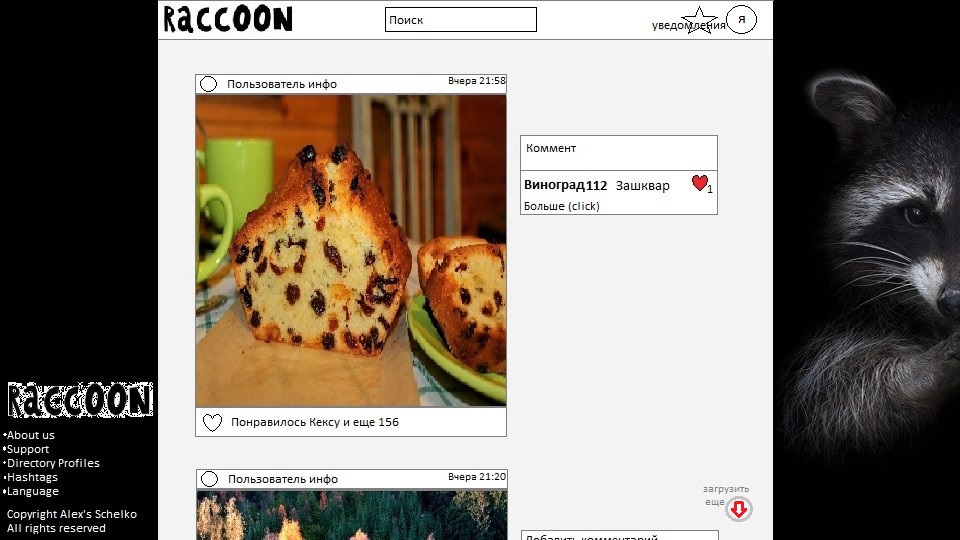 RaccOON
Поиск
уведомления
Я
Пользователь инфо
Вчера 21:58
Коммент
Виноград112 Зашквар
1
Больше (click)
Понравилось Кексу и еще 156
Пользователь инфо
Вчера 21:20
загрузить
еще
Добавить комментарий
RaccOON
•About us
•Support
•Directory Profiles
•Hashtags
•Language
Copyright Alex's Schelko
All rights reserved